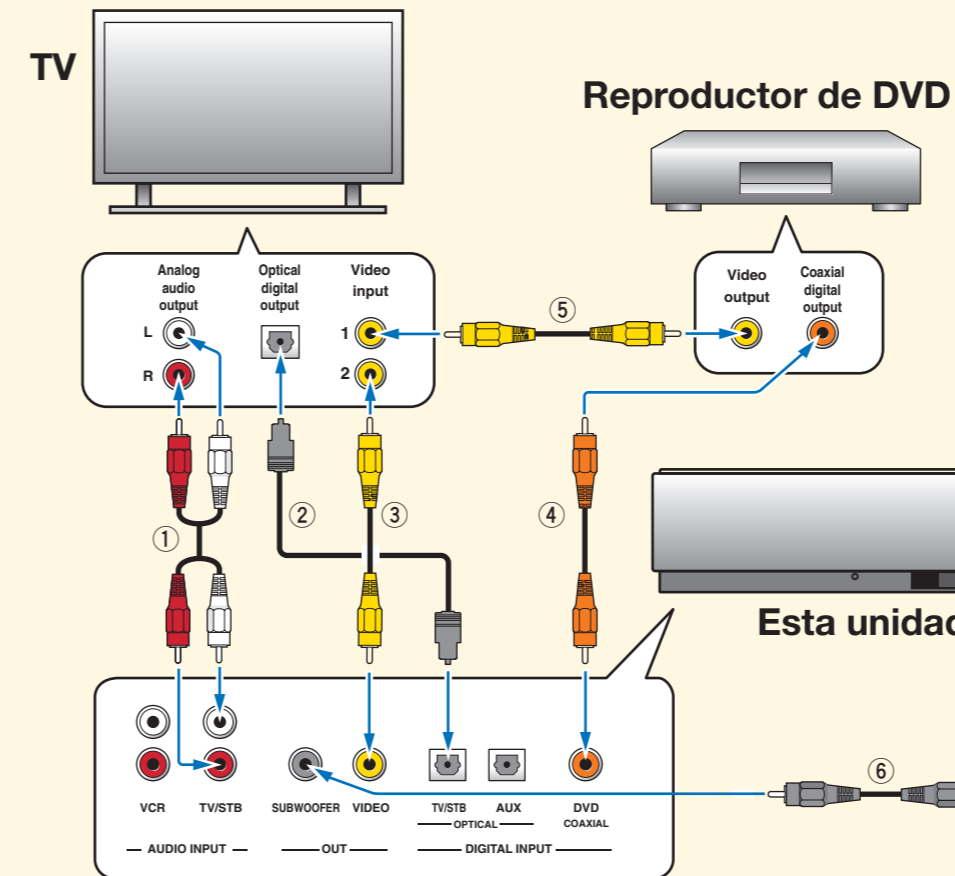 TV
Reproductor de DVD
Analog
audio
output
Optical
digital
output
Video
input
L
R
1
2
Video
output
Coaxial
digital
output
⑤
①
②
③
④
Esta unidad
⑥
VCR
TV/STB
SUBWOOFER
VIDEO
TV/STB
AUX
DVD
OPTICAL
COAXIAL
AUDIO INPUT
OUT
DIGITAL INPUT